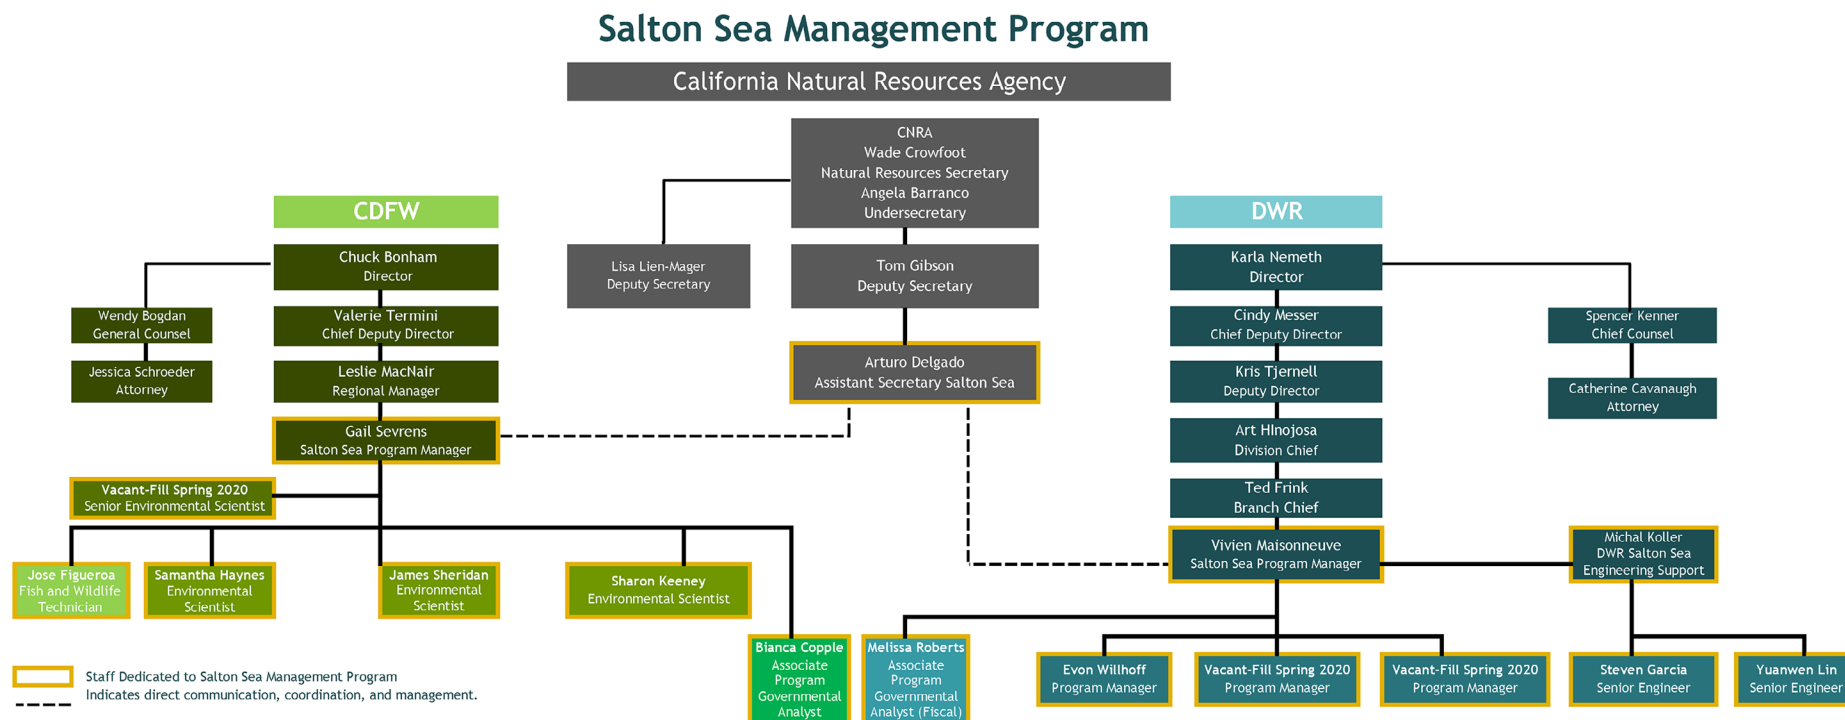 Salton Sea Management Program
California Natural Resources Agency
CNRA
Wade Crowfoot
Natural Resources Secretary
Angela Barranco
Undersecretary
Lisa Lien-Mager
Deputy Secretary
Tom Gibson
Deputy Secretary
Arturo Delgado
Assistant Secretary Salton Sea
CDFW
Chuck Bonham
Director
Wendy Bogdan
General Counsel
Jessica Schroeder
Attorney
Valerie Termini
Chief Deputy Director
Leslie MacNair
Regional Manager
Gail Sevrens
Salton Sea Program Manager
Vacant-Fill Spring 2020
Senior Environmental Scientist
Jose Figueroa
Fish and Wildlife
Technician
Samantha Haynes
Environmental
Scientist
James Sheridan
Environmental
Scientist
Sharon Keeney
Environmental Scientist
Bianca Copple
Associate
Program
Governmental
Analyst
DWR
Karla Nemeth
Director
Cindy Messer
Chief Deputy Director
Kris Tjernell
Deputy Director
Art HInojosa
Division Chief
Ted Frink
Branch Chief
Vivien Maisonneuve
Salton Sea Program Manager
Spencer Kenner
Chief Counsel
Catherine Cavanaugh
Attorney
Michal Koller
DWR Salton Sea
Engineering Support
Melissa Roberts
Associate
Program
Governmental
Analyst (Fiscal)
Evon Willhoff
Program Manager
Vacant-Fill Spring 2020
Program Manager
Vacant-Fill Spring 2020
Program Manager
Steven Garcia
Senior Engineer
Yuanwen Lin
Senior Engineer
Staff Dedicated to Salton Sea Management Program
Indicates direct communication, coordination, and management.